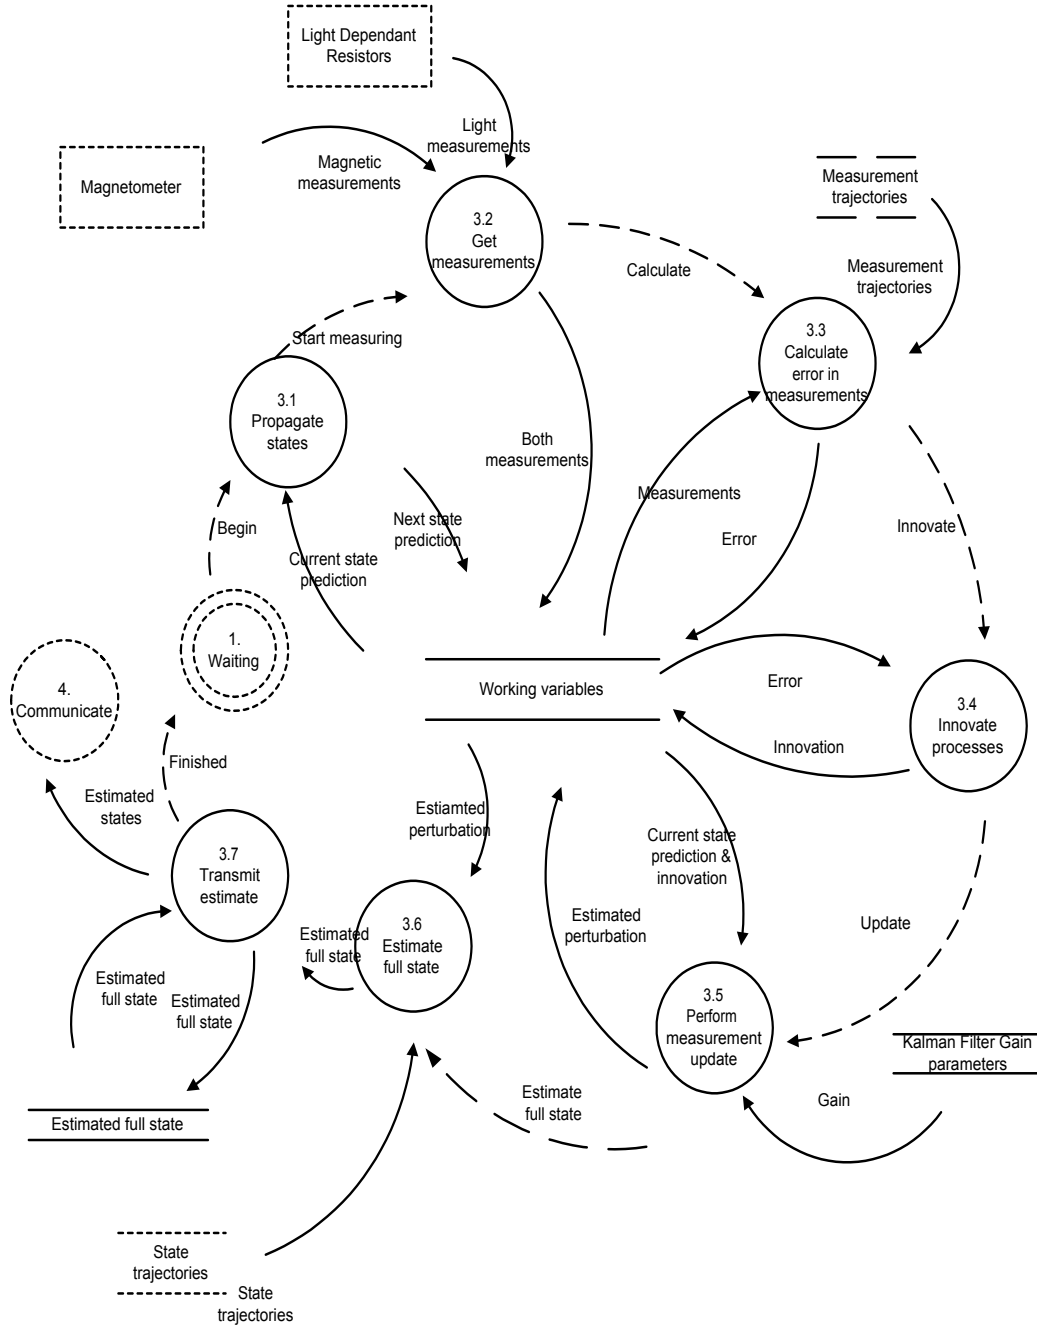 Light Dependant
Resistors
Light
measurements
Magnetic
measurements
Magnetometer
Measurement
trajectories
3.2
Get
measurements
Calculate
Measurement
trajectories
Start measuring
3.3
Calculate
error in
measurements
3.1
Propagate
states
Both
measurements
Measurements
Next state
prediction
Begin
Innovate
Error
Current state
prediction
1.
Waiting
4.
Communicate
Working variables
Error
3.4
Innovate
processes
Innovation
Finished
Estimated
states
Estiamted
perturbation
Current state
prediction &
innovation
3.7
Transmit
estimate
Estimated
perturbation
Update
3.6
Estimate
full state
Estimated
full state
Estimated
full state
Estimated
full state
3.5
Perform
measurement
update
Kalman Filter Gain
parameters
Estimate
full state
Gain
Estimated full state
State
trajectories
State
trajectories